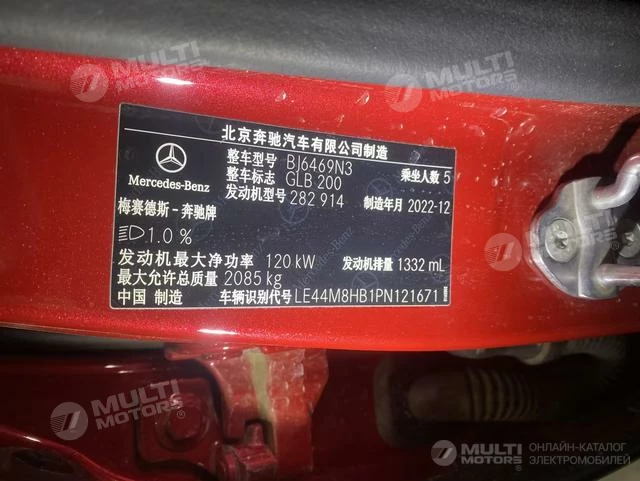 MULTI MOTORS®
MULTI MOTORS®
北京奔驰汽车有限公司制造
整车型号 BJ6469N3 乘坐人数 5
Mercedes-Benz
整车标志 GLB 200
发动机型号 282 914 制造年月 2022-12
梅赛德斯-奔驰牌
1.0 %
发动机最大净功率 120 kW 发动机排量 1332 mL
最大允许总质量 2085 kg
中国 制造 车辆识别代号 LE44M8HB1PN121671
MULTI MOTORS®
MULTI MOTORS®
MULTI MOTORS® ОНЛАЙН-КАТАЛОГ ЭЛЕКТРОМОБИЛЕЙ